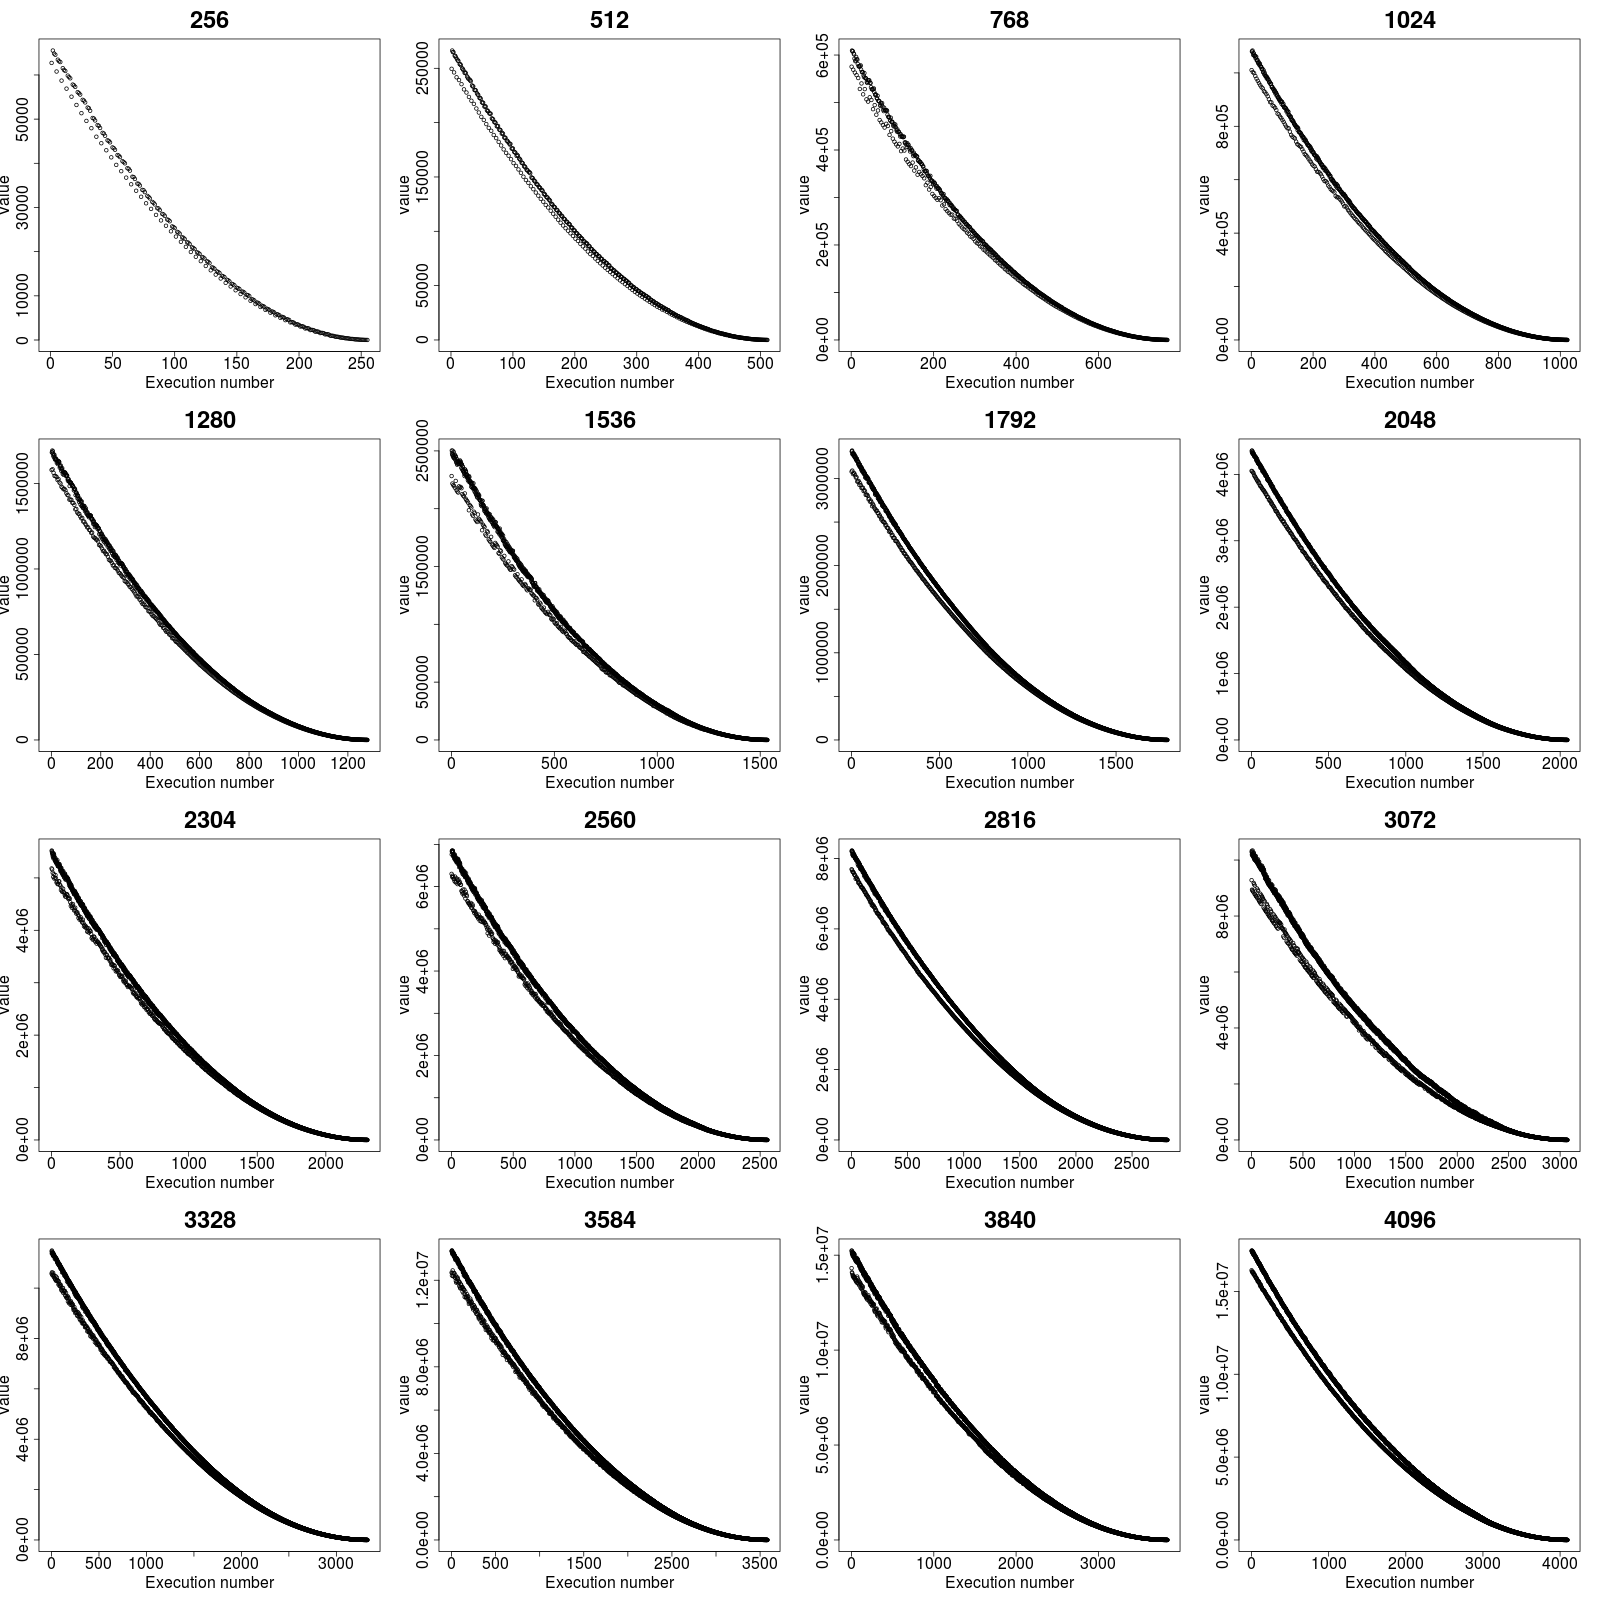 256
512
768
1024
value
0 10000 30000 50000
0 50 100 150 200 250
Execution number
value
0 50000 150000 250000
0 100 200 300 400 500
Execution number
value
0e+00 2e+05 4e+05 6e+05
0 200 400 600
Execution number
value
0e+00 4e+05 8e+05
0 200 400 600 800 1000
Execution number
1280
1536
1792
2048
value
0 500000 1000000 1500000
0 200 400 600 800 1000 1200
Execution number
value
0 500000 1500000 2500000
0 500 1000 1500
Execution number
value
0 1000000 2000000 3000000
0 500 1000 1500
Execution number
value
0e+00 1e+06 2e+06 3e+06 4e+06
0 500 1000 1500 2000
Execution number
2304
2560
2816
3072
value
0e+00 2e+06 4e+06
0 500 1000 1500 2000
Execution number
value
0e+00 2e+06 4e+06 6e+06
0 500 1000 1500 2000 2500
Execution number
value
0e+00 2e+06 4e+06 6e+06 8e+06
0 500 1000 1500 2000 2500
Execution number
value
0e+00 4e+06 8e+06
0 500 1000 1500 2000 2500 3000
Execution number
3328
3584
3840
4096
value
0e+00 4e+06 8e+06
0 500 1000 2000 3000
Execution number
value
0.0e+00 4.0e+06 8.0e+06 1.2e+07
0 500 1500 2500 3500
Execution number
value
0.0e+00 5.0e+06 1.0e+07 1.5e+07
0 1000 2000 3000
Execution number
value
0.0e+00 5.0e+06 1.0e+07 1.5e+07
0 1000 2000 3000 4000
Execution number